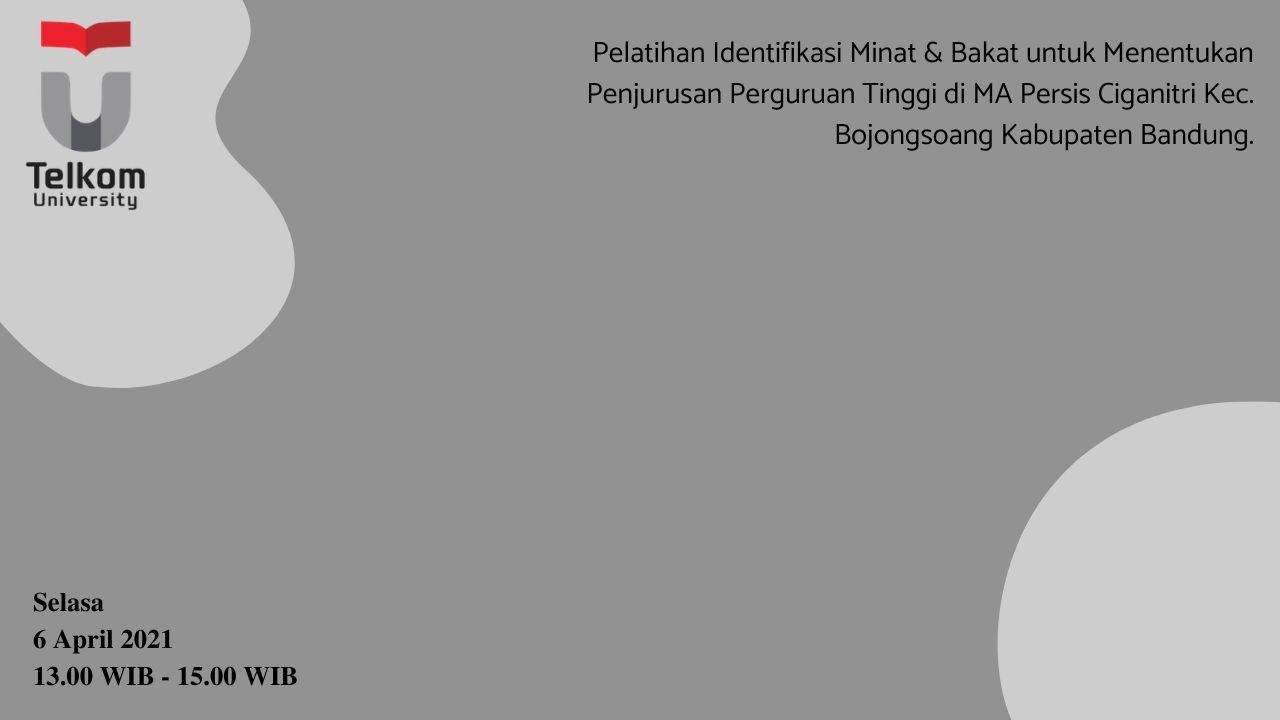 Telkom
University
Pelatihan Identifikasi Minat & Bakat untuk Menentukan
Penjurusan Perguruan Tinggi di MA Persis Ciganitri Kec.
Bojongsoang Kabupaten Bandung.
Selasa
6 April 2021
13.00 WIB - 15.00 WIB